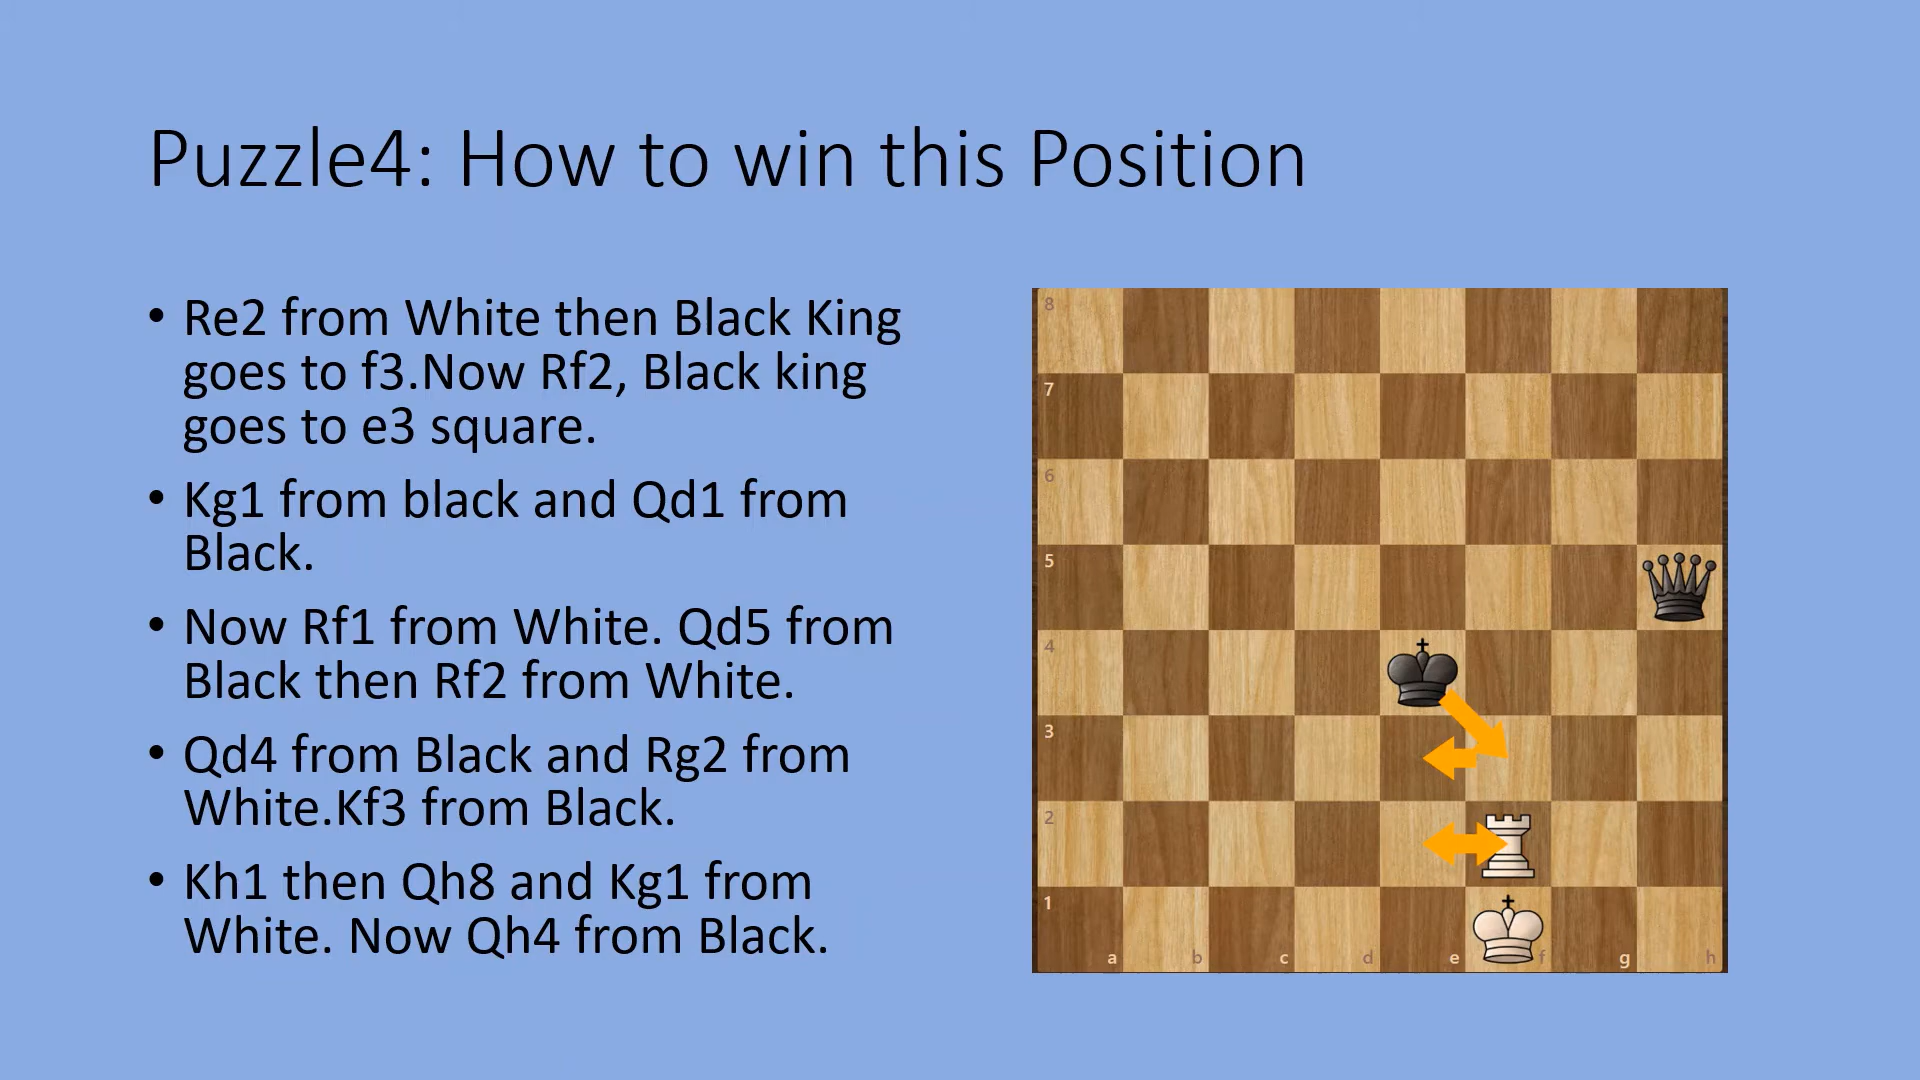 Puzzle4: How to win this Position
• Re2 from White then Black King
goes to f3.Now Rf2, Black king
goes to e3 square.
• Kg1 from black and Qd1 from
Black.
• Now Rf1 from White. Qd5 from
Black then Rf2 from White.
• Qd4 from Black and Rg2 from
White.Kf3 from Black.
• Kh1 then Qh8 and Kg1 from
White. Now Qh4 from Black.
8
7
6
5
4
3
2
1
a b c d e f g h